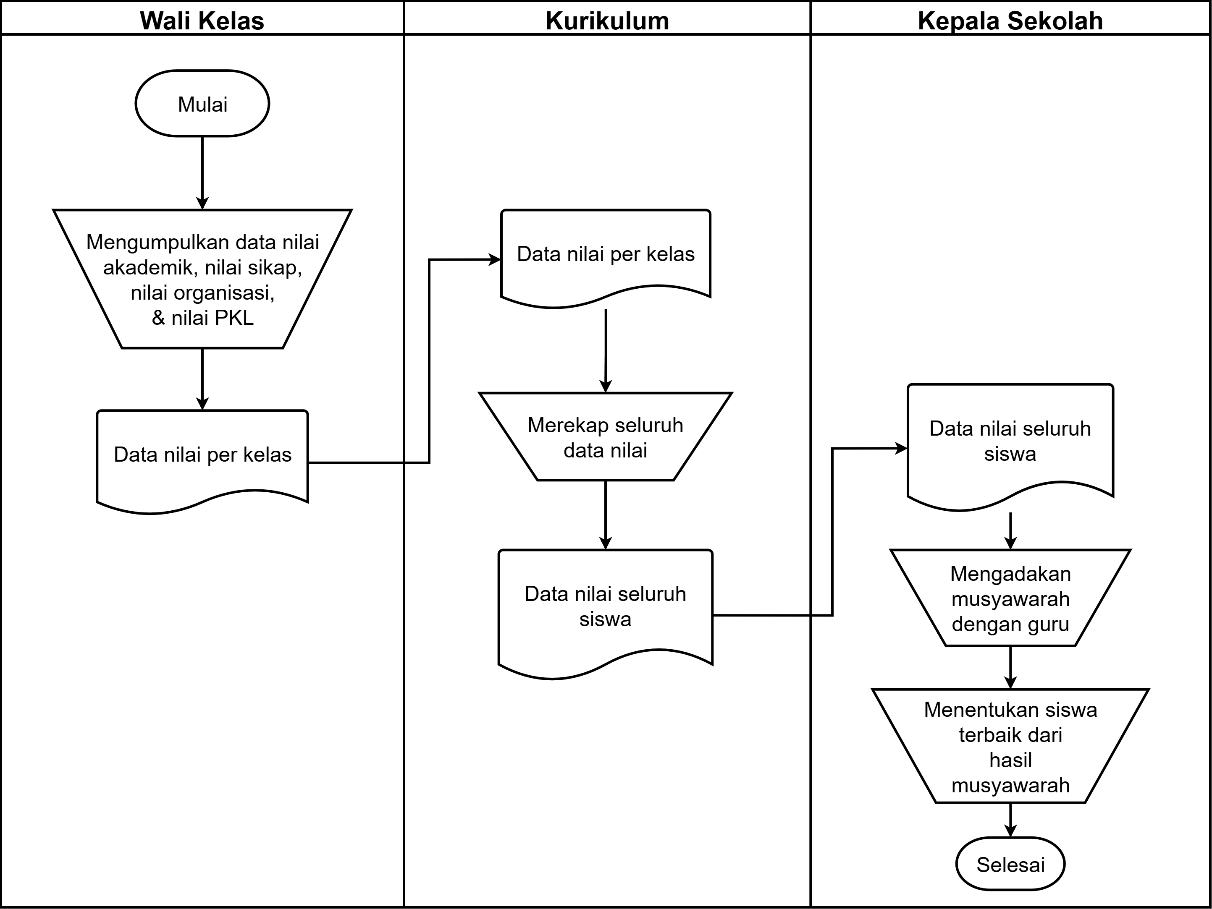 Wali Kelas
Kurikulum
Kepala Sekolah
Mulai
Mengumpulkan data nilai
akademik, nilai sikap,
nilai organisasi,
& nilai PKL
Data nilai per kelas
Data nilai per kelas
Merekap seluruh
data nilai
Data nilai seluruh
siswa
Data nilai seluruh
siswa
Mengadakan
musyawarah
dengan guru
Menentukan siswa
terbaik dari
hasil
musyawarah
Selesai